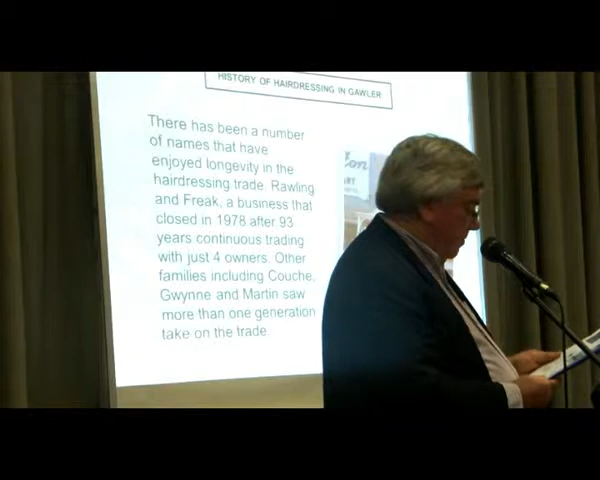 HISTORY OF HAIRDRESSING IN GAWLER
There has been a number
of names that have
enjoyed longevity in the
hairdressing trade. Rawling
and Freak, a business that
closed in 1978 after 93
years continuous trading
with just 4 owners. Other
families including Couche,
Gwynne and Martin saw
more than one generation
take on the trade.